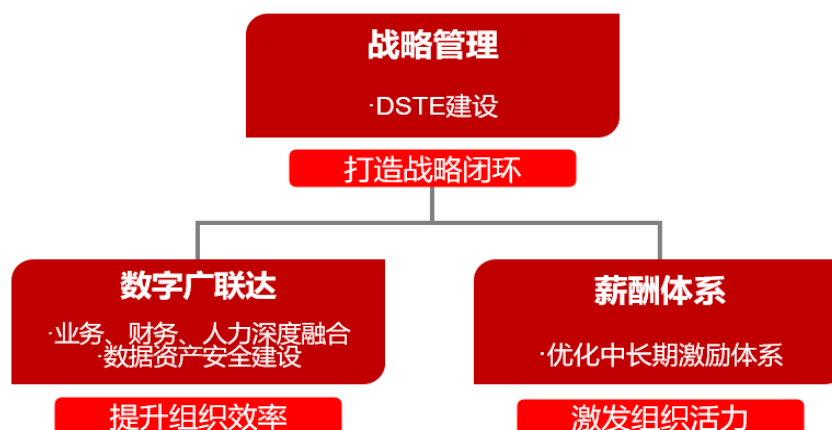 战略管理
·DSTE建设
打造战略闭环
数字广联达
·业务、财务、人力深度融合
·数据资产安全建设
提升组织效率
薪酬体系
·优化中长期激励体系
激发组织活力